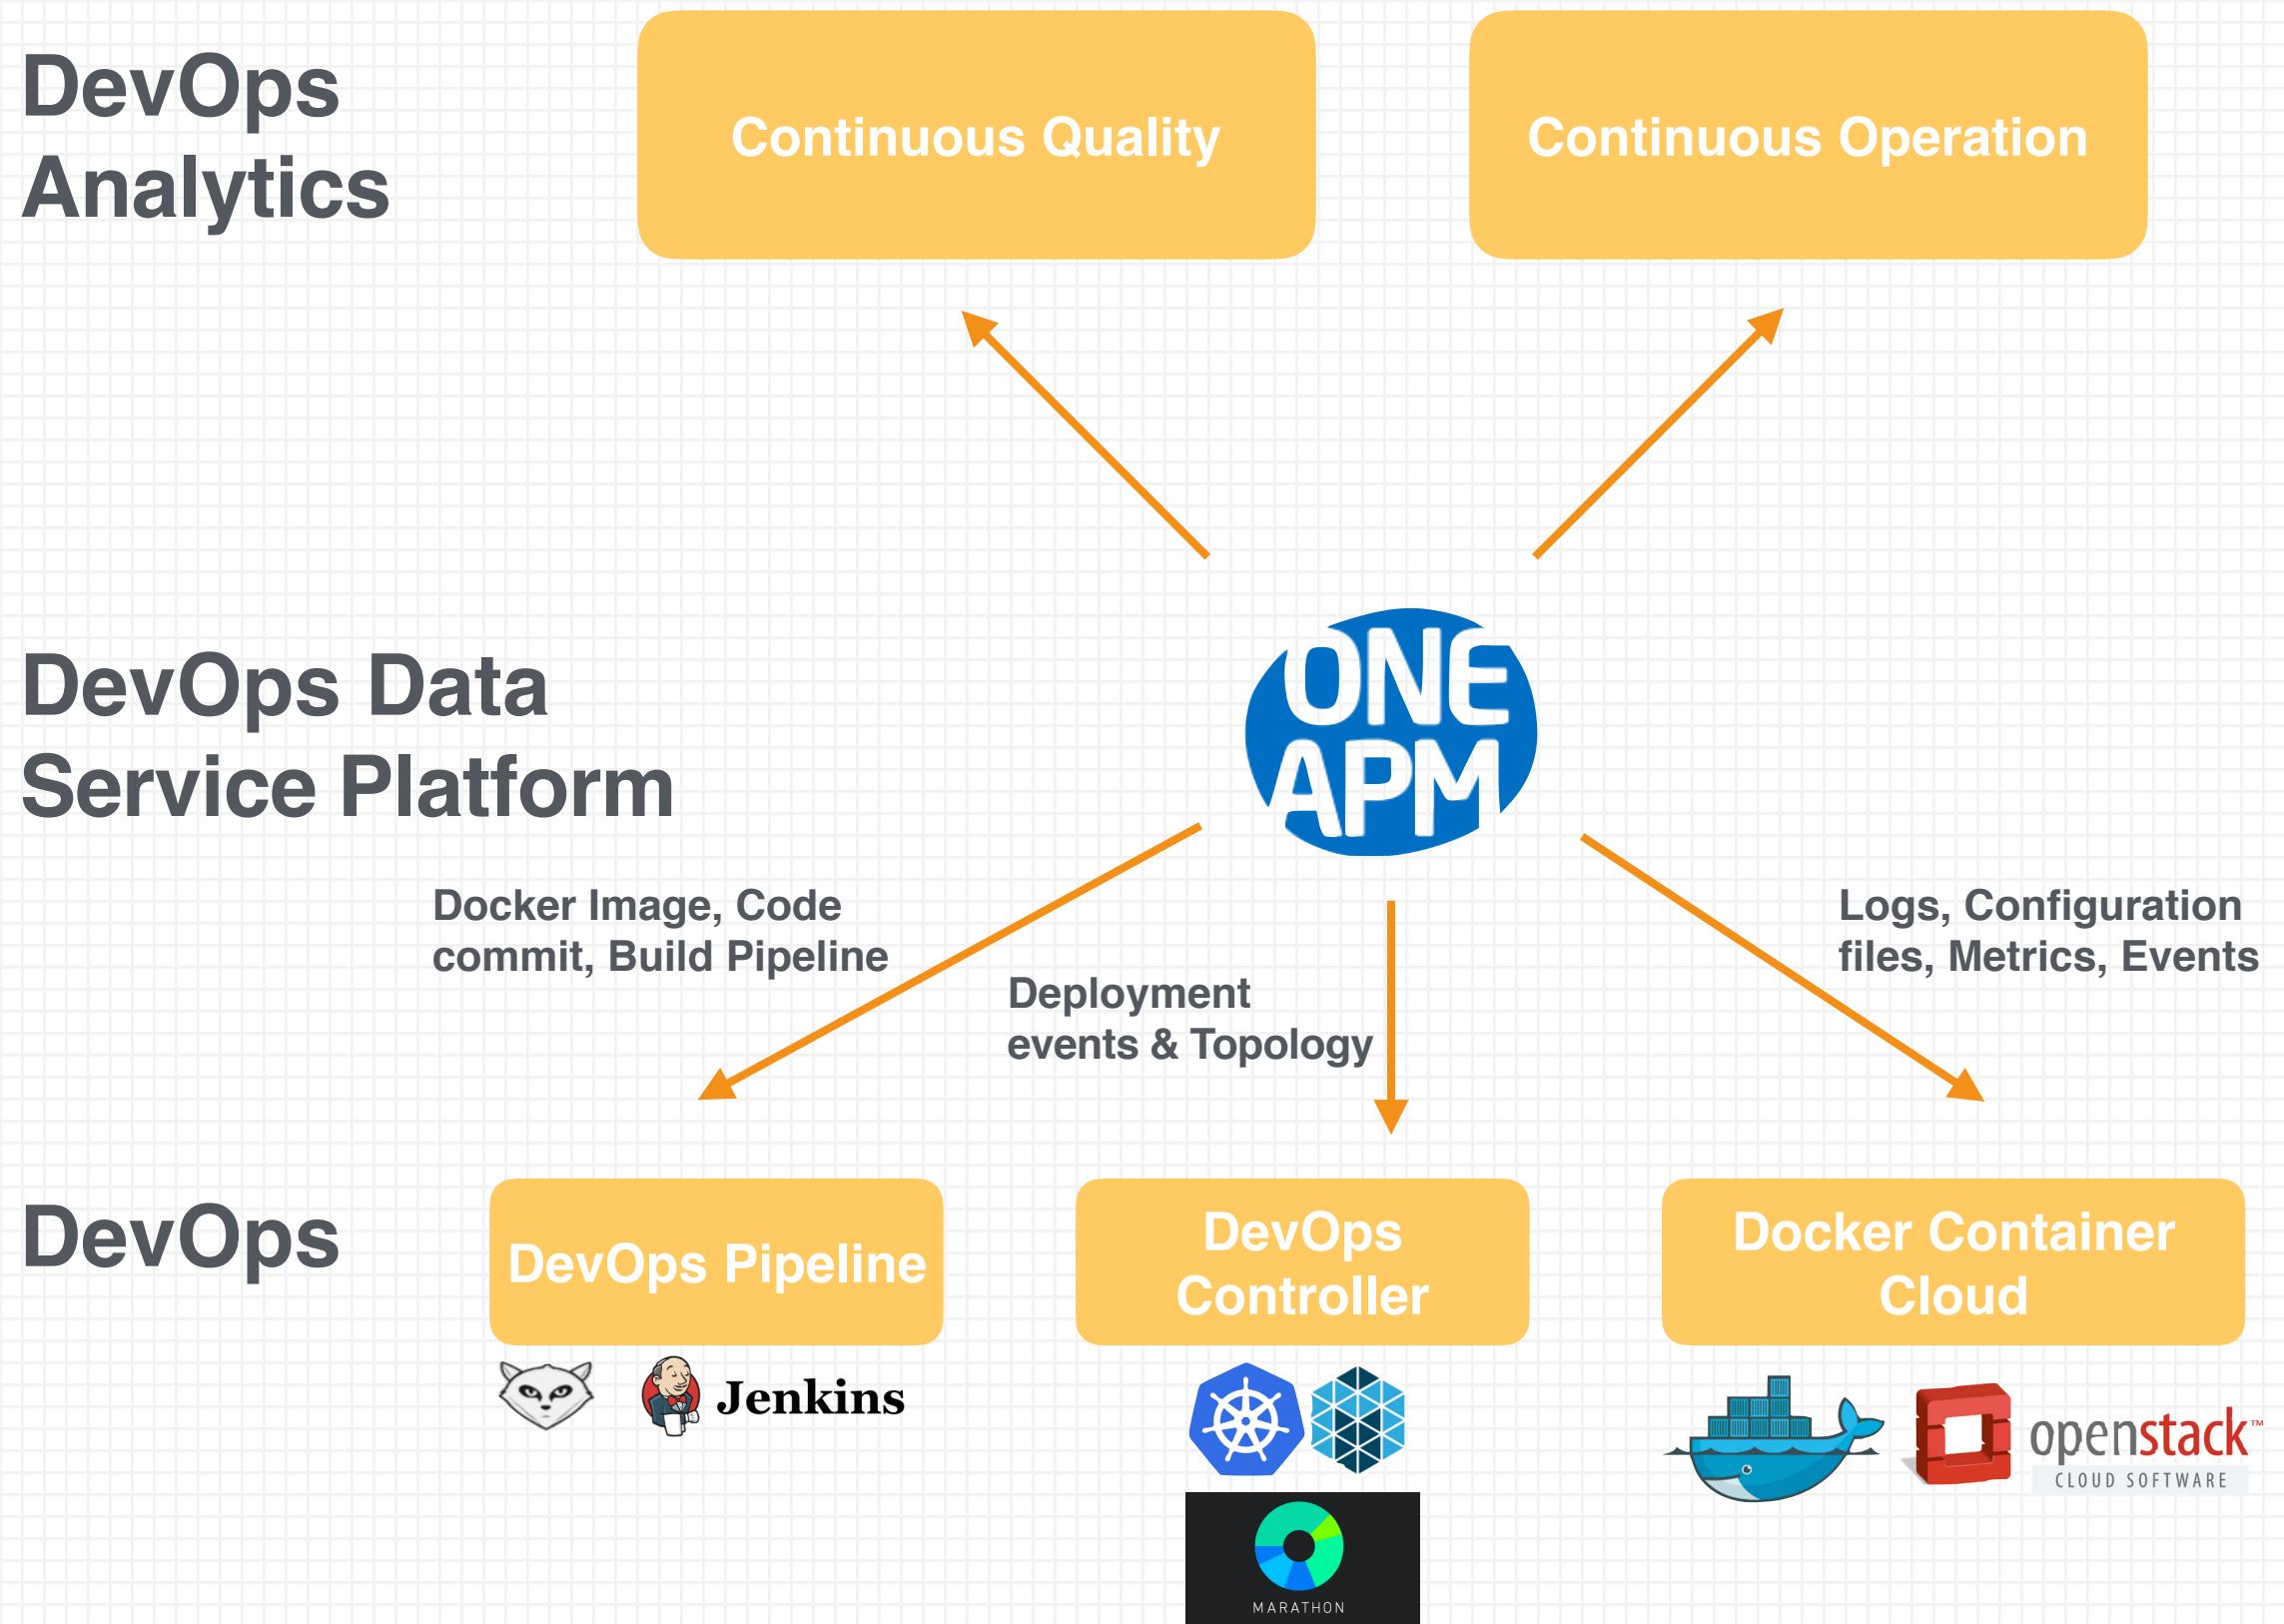 DevOps
Analytics
Continuous Quality
Continuous Operation
DevOps Data
Service Platform
ONE
APM
Docker Image, Code
commit, Build Pipeline
Deployment
events & Topology
Logs, Configuration
files, Metrics, Events
DevOps
DevOps Pipeline
DevOps
Controller
Docker Container
Cloud
Jenkins
openstack™
CLOUD SOFTWARE
MARATHON